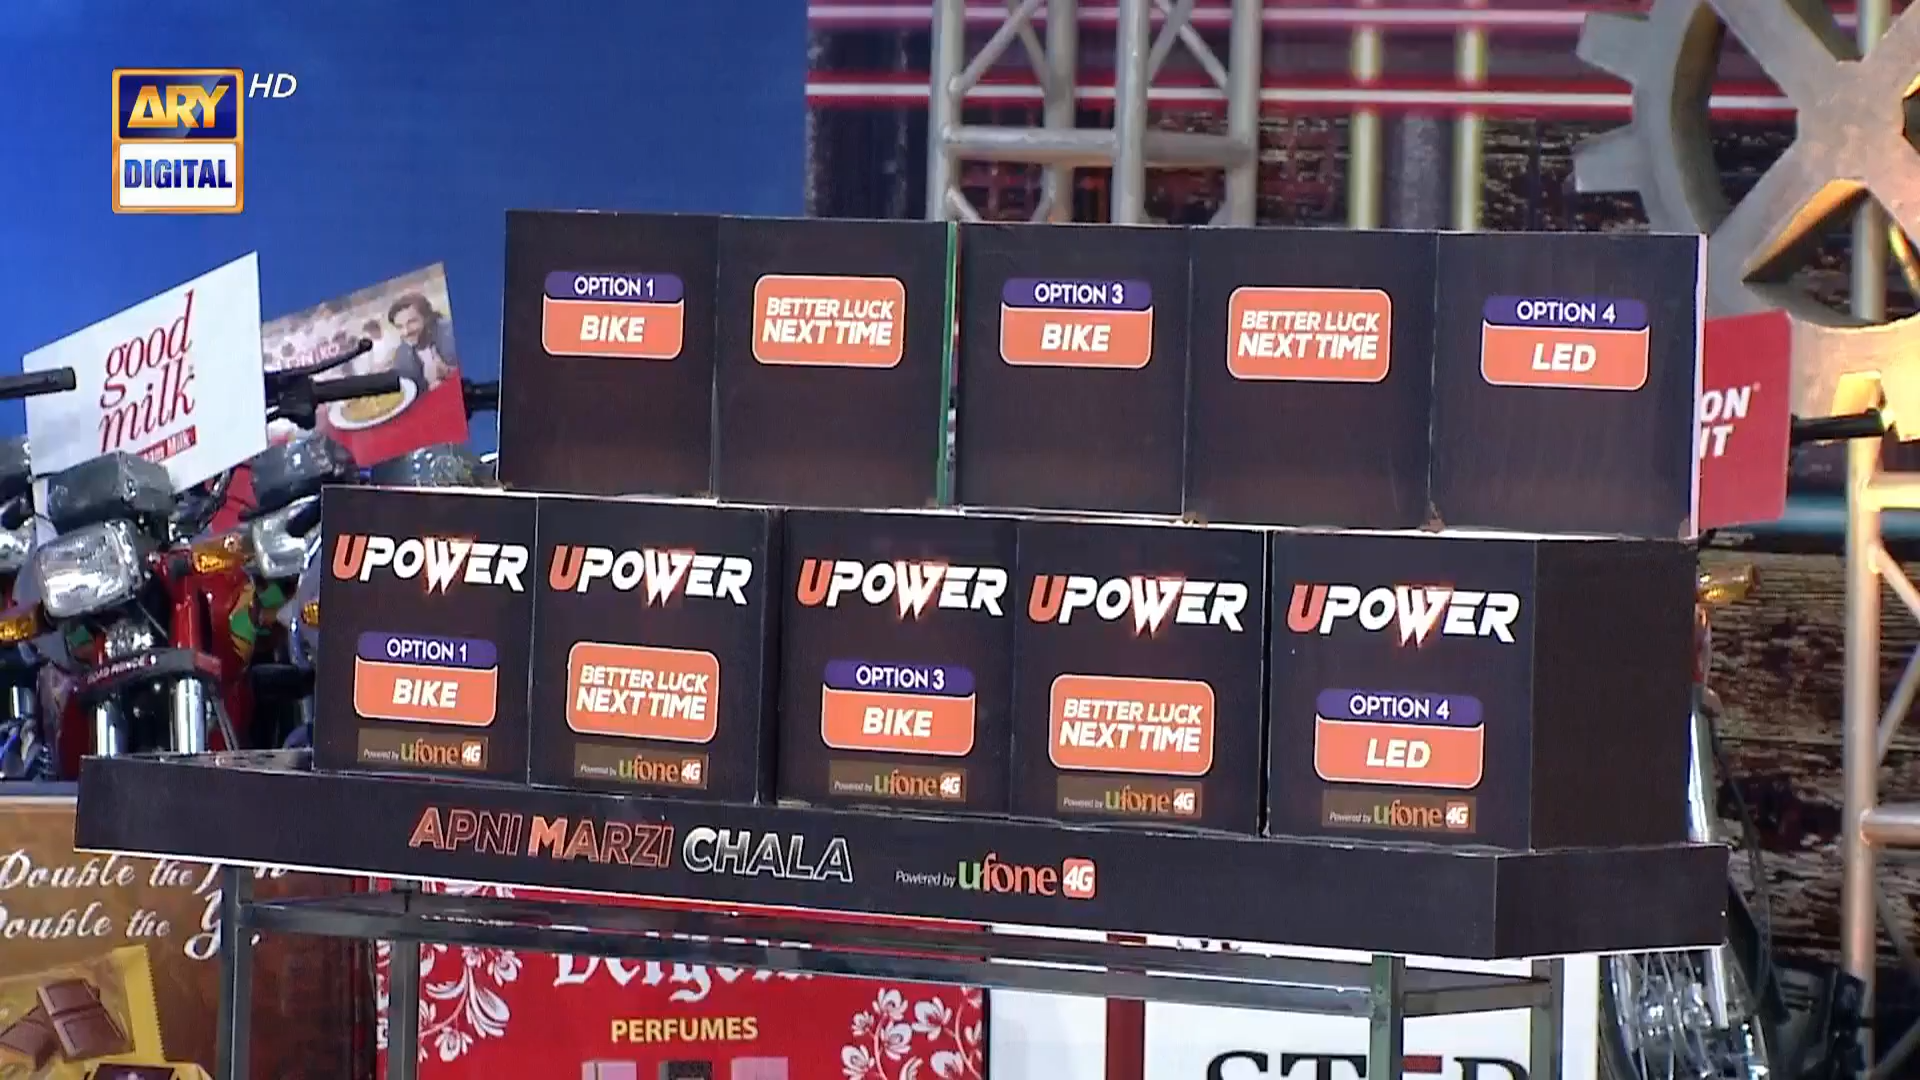 ARY
DIGITAL
HD
good
milk
OPTION 1
BIKE
BETTER LUCK
NEXT TIME
OPTION 3
BIKE
BETTER LUCK
NEXT TIME
OPTION 4
LED
ON
IT
UPOWER
OPTION 1
BIKE
Powered by ufone 4G
UPOWER
BETTER LUCK
NEXT TIME
Powered by ufone 4G
UPOWER
OPTION 3
BIKE
Powered by ufone 4G
UPOWER
BETTER LUCK
NEXT TIME
Powered by ufone 4G
UPOWER
OPTION 4
LED
Powered by ufone 4G
APNI MARZI CHALA
Powered by ufone 4G
Double the
Double the
PERFUMES